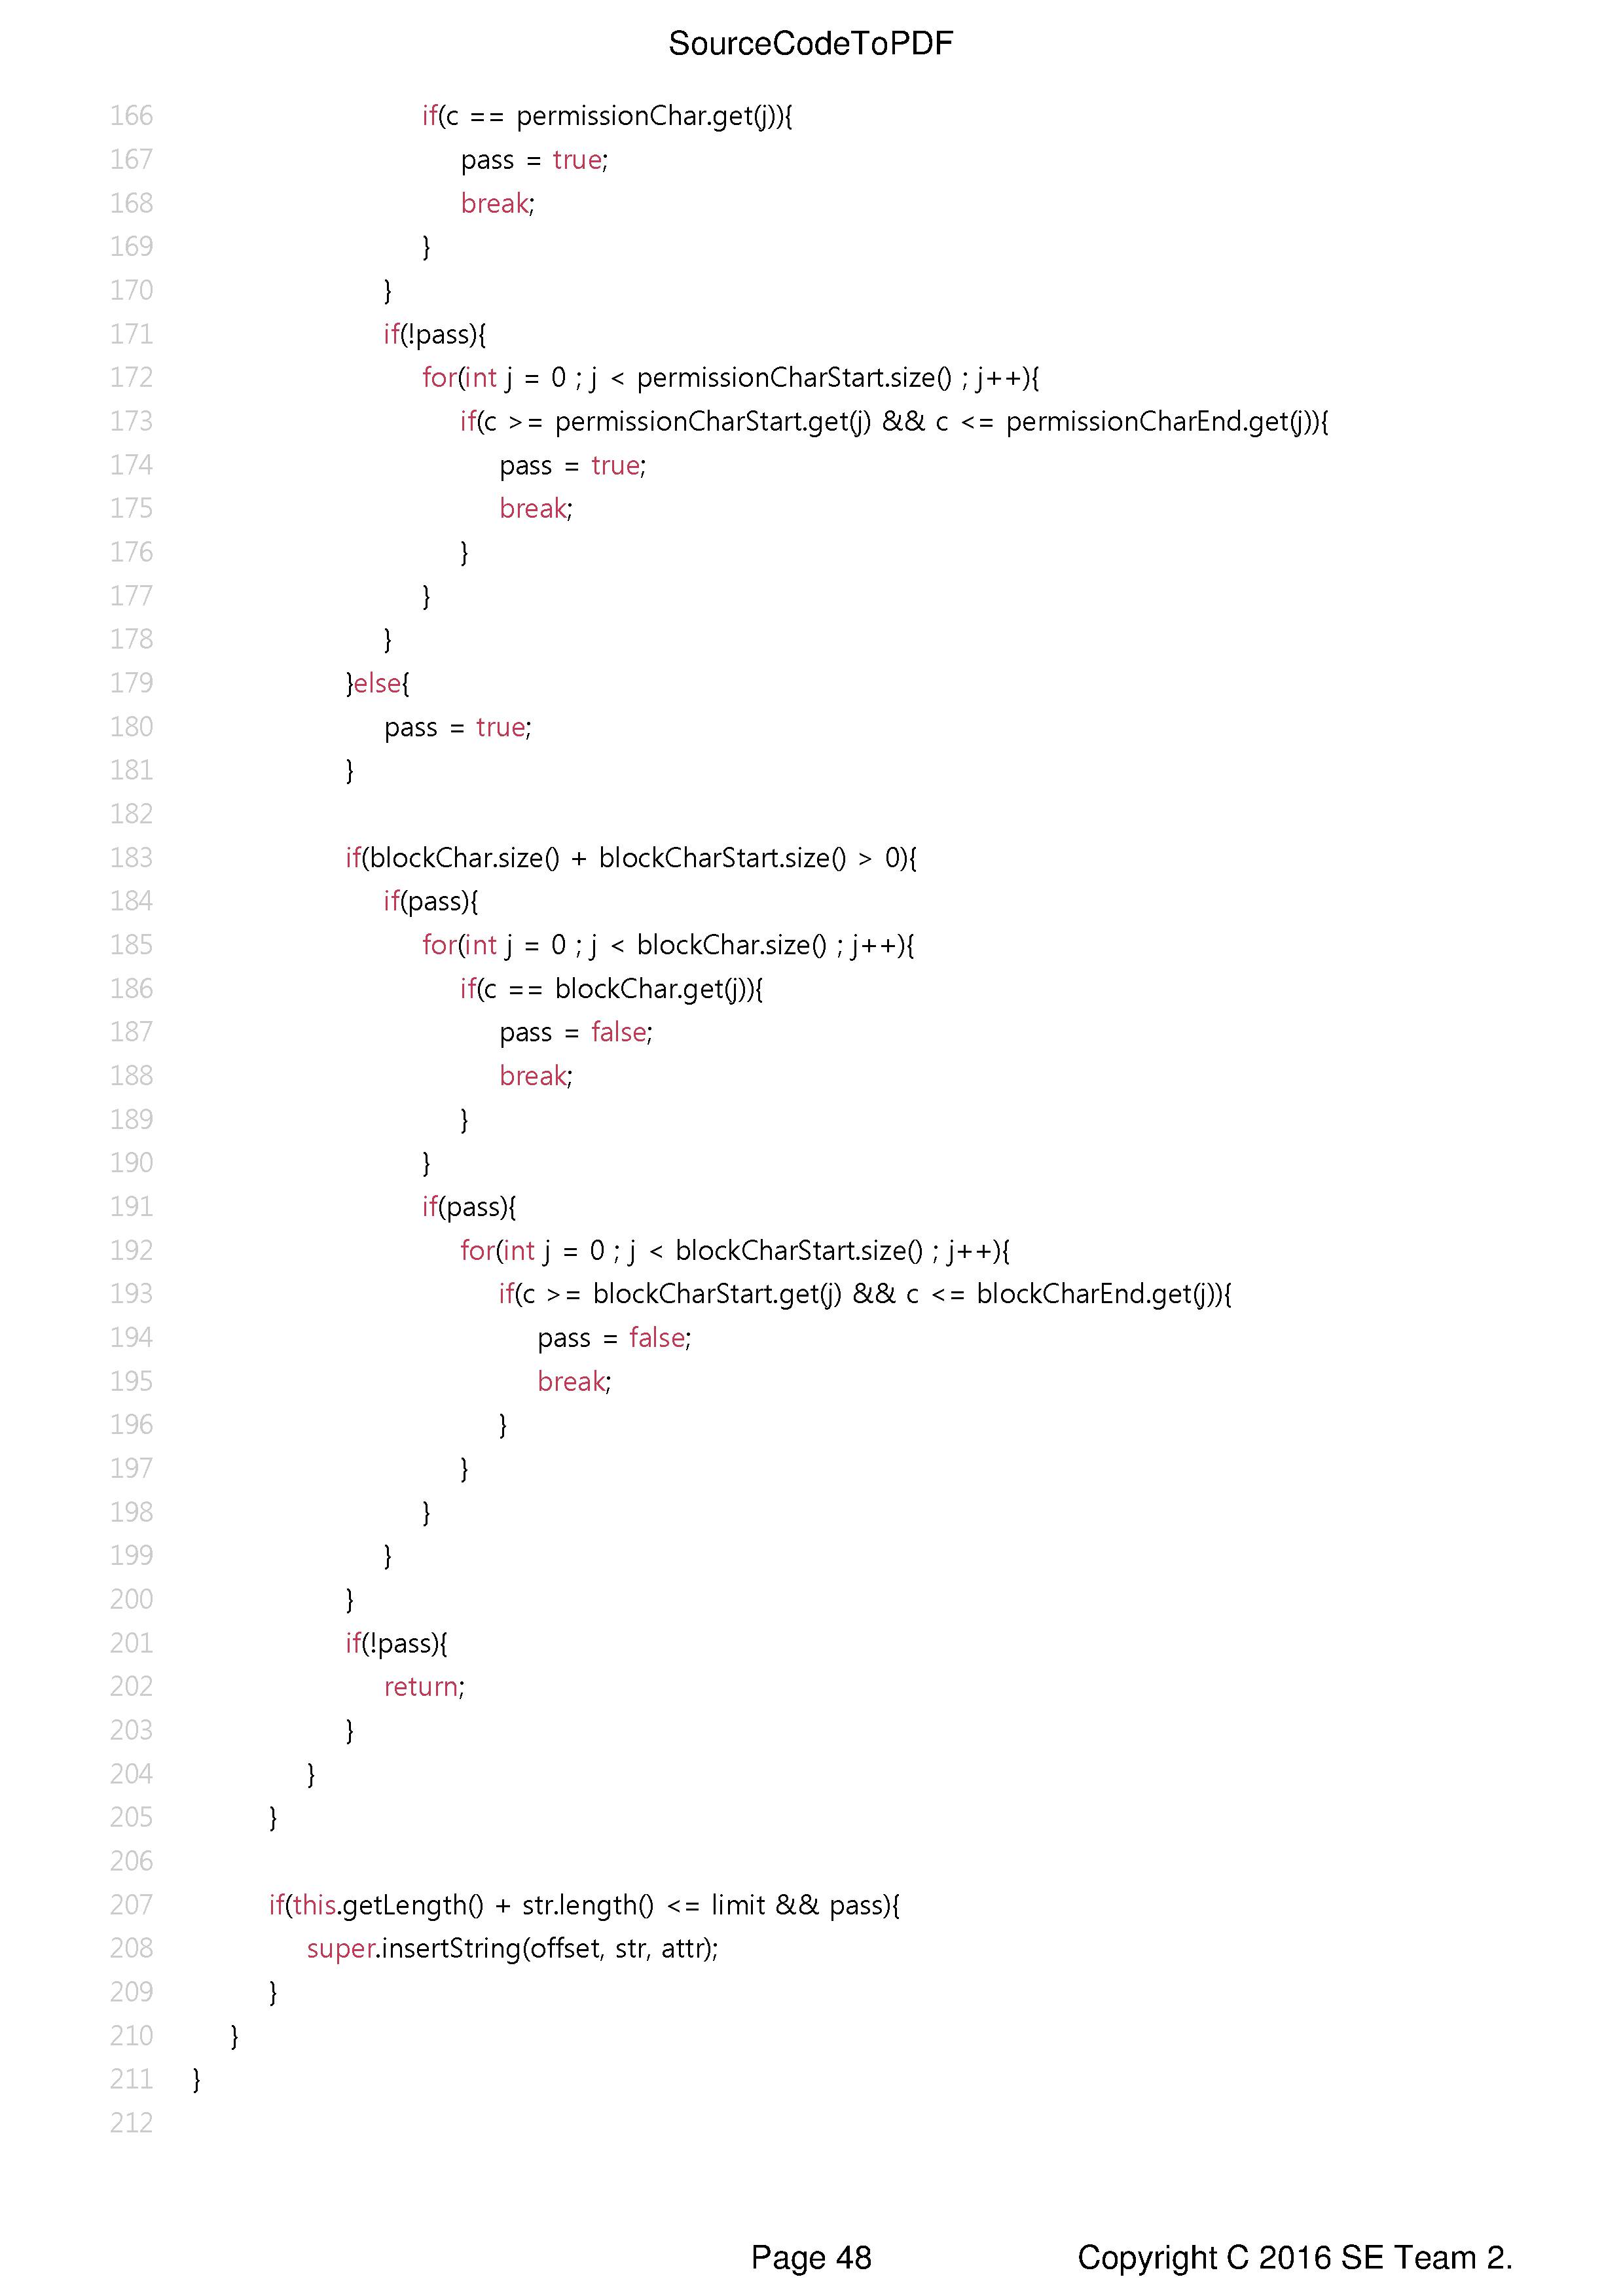 SourceCodeToPDF
166 if(c == permissionChar.get(j)){
167 pass = true;
168 break;
169 }
170 }
171 if(!pass){
172 for(int j = 0 ; j < permissionCharStart.size() ; j++){
173 if(c >= permissionCharStart.get(j) && c <= permissionCharEnd.get(j)){
174 pass = true;
175 break;
176 }
177 }
178 }
179 }else{
180 pass = true;
181 }
182
183 if(blockChar.size() + blockCharStart.size() > 0){
184 if(pass){
185 for(int j = 0 ; j < blockChar.size() ; j++){
186 if(c == blockChar.get(j)){
187 pass = false;
188 break;
189 }
190 }
191 if(pass){
192 for(int j = 0 ; j < blockCharStart.size() ; j++){
193 if(c >= blockCharStart.get(j) && c <= blockCharEnd.get(j)){
194 pass = false;
195 break;
196 }
197 }
198 }
199 }
200 }
201 if(!pass){
202 return;
203 }
204 }
205 }
206
207 if(this.getLength() + str.length() <= limit && pass){
208 super.insertString(offset, str, attr);
209 }
210 }
211 }
212
Page 48 Copyright C 2016 SE Team 2.